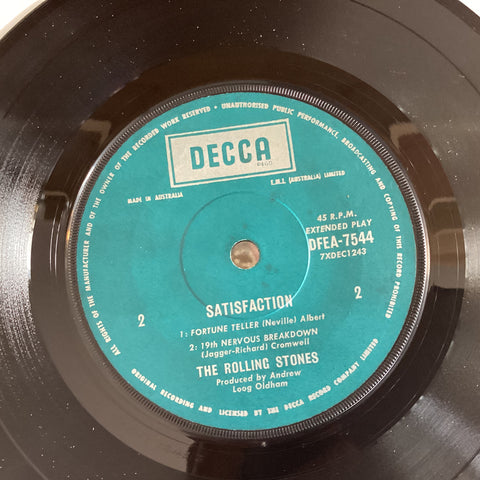 ALL RIGHTS OF THE MANUFACTURER AND OF THE OWNER OF THE RECORDED WORK RESERVED • UNAUTHORISED PUBLIC PERFORMANCE, BROADCASTING AND COPYING OF THIS RECORD PROHIBITED
DECCA
MADE IN AUSTRALIA
E.M.I. (AUSTRALIA) LIMITED
45 R.P.M.
EXTENDED PLAY
DFEA-7544
7XDEC1243
2
2
SATISFACTION
1: FORTUNE TELLER (Neville) Albert
2: 19th NERVOUS BREAKDOWN
(Jagger-Richard) Cromwell
THE ROLLING STONES
Produced by Andrew
Loog Oldham
ORIGINAL RECORDINGS AND LICENSED BY THE DECCA RECORD COMPANY LIMITED